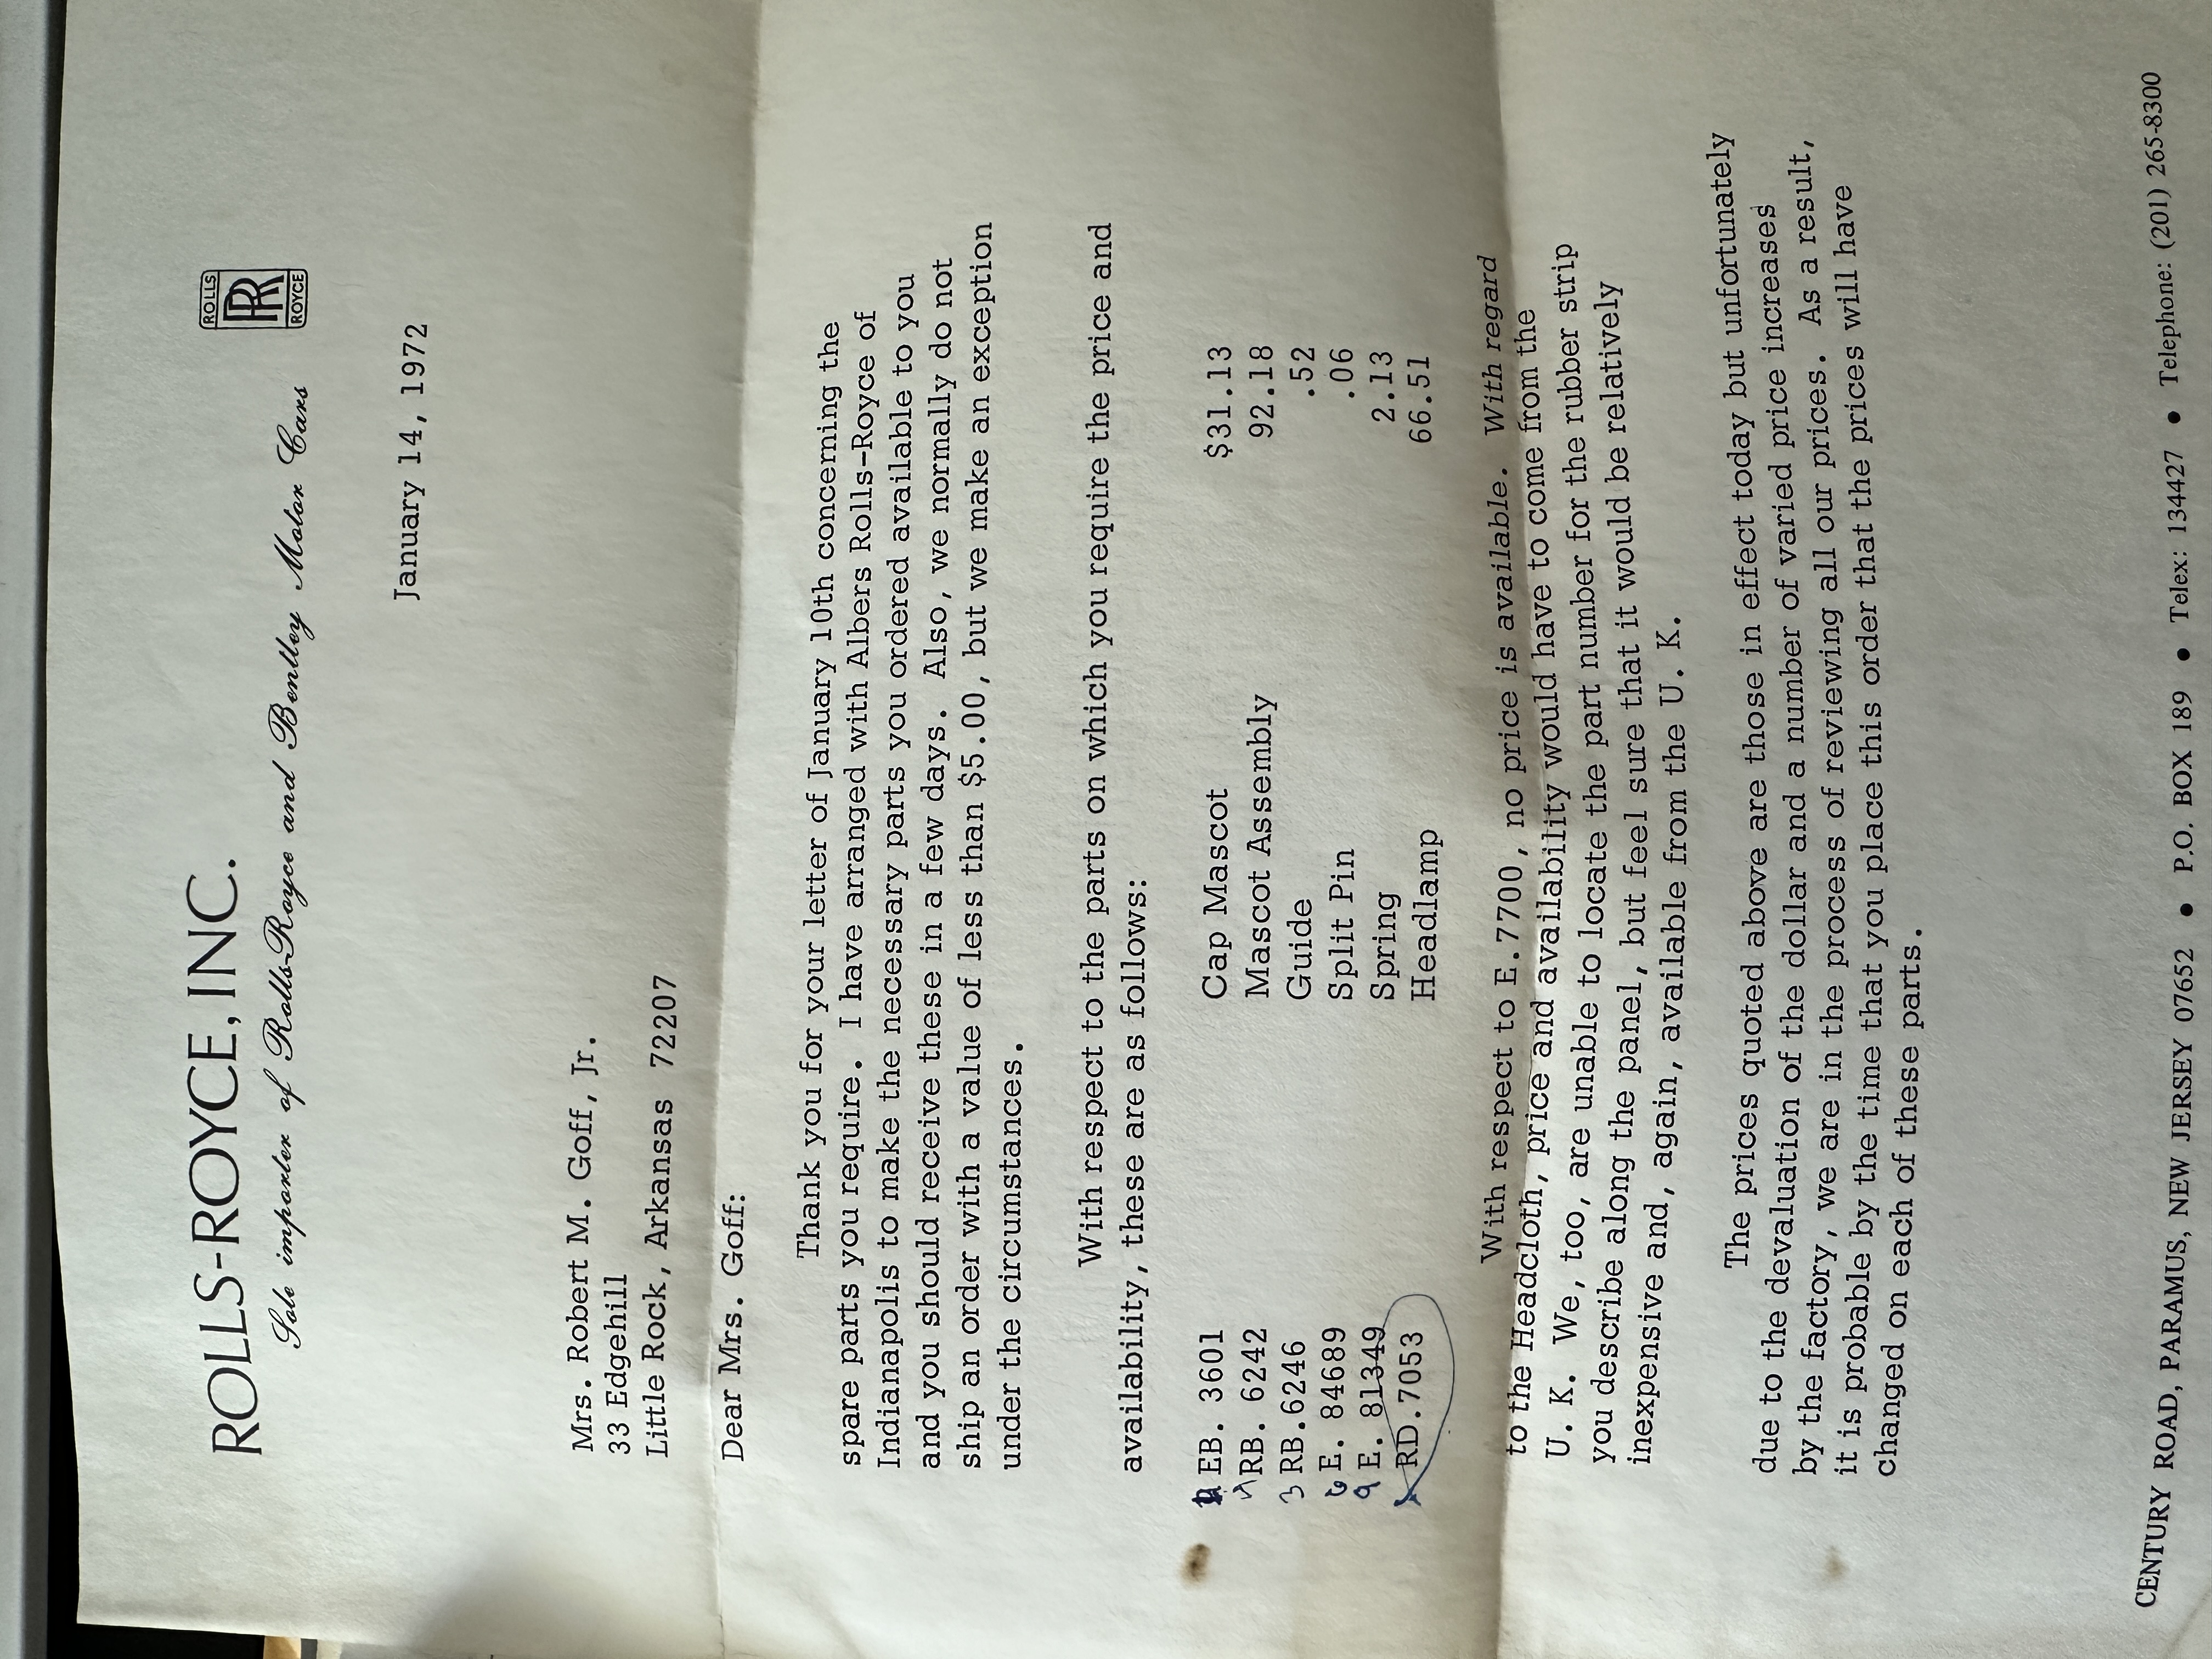 ROLLS-ROYCE, INC.
Sole importer of Rolls-Royce and Bentley Motor Cars
ROLLS
RR
ROYCE
January 14, 1972
Mrs. Robert M. Goff, Jr.
33 Edgehill
Little Rock, Arkansas 72207
Dear Mrs. Goff:
Thank you for your letter of January 10th concerning the
spare parts you require. I have arranged with Albers Rolls-Royce of
Indianapolis to make the necessary parts you ordered available to you
and you should receive these in a few days. Also, we normally do not
ship an order with a value of less than $5.00, but we make an exception
under the circumstances.
With respect to the parts on which you require the price and
availability, these are as follows:
EB. 3601 Cap Mascot $31.13
RB. 6242 Mascot Assembly 92.18
3 RB.6246 Guide .52
6 E. 84689 Split Pin .06
9 E. 81349 Spring 2.13
RD.7053 Headlamp 66.51
With respect to E.7700, no price is available. With regard
to the Headcloth, price and availability would have to come from the
U. K. We, too, are unable to locate the part number for the rubber strip
you describe along the panel, but feel sure that it would be relatively
inexpensive and, again, available from the U. K.
The prices quoted above are those in effect today but unfortunately
due to the devaluation of the dollar and a number of varied price increases
by the factory, we are in the process of reviewing all our prices. As a result,
it is probable by the time that you place this order that the prices will have
changed on each of these parts.
CENTURY ROAD, PARAMUS, NEW JERSEY 07652 • P.O. BOX 189 • Telex: 134427 • Telephone: (201) 265-8300